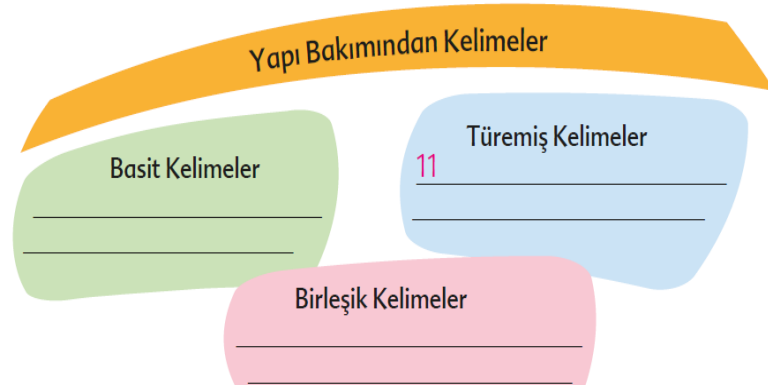 Yapı Bakımından Kelimeler
Basit Kelimeler
Türemiş Kelimeler
11
Birleşik Kelimeler